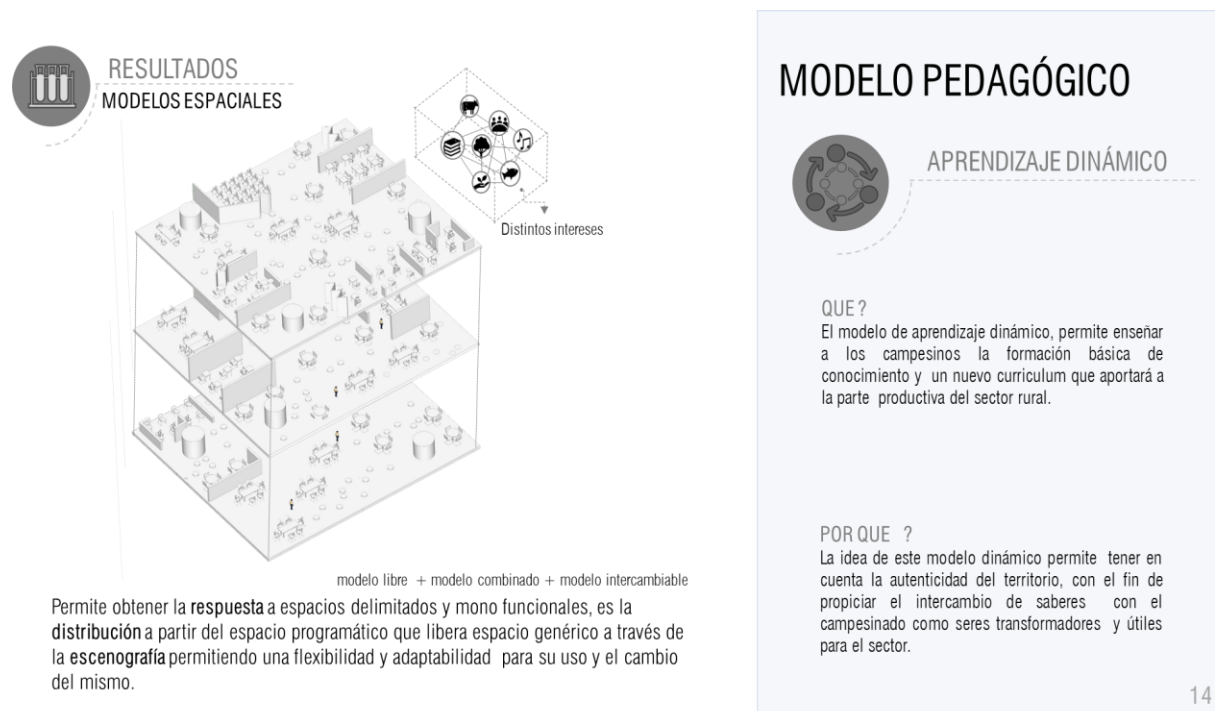 RESULTADOS
MODELOS ESPACIALES
Distintos intereses
modelo libre + modelo combinado + modelo intercambiable
Permite obtener la respuesta a espacios delimitados y mono funcionales, es la
distribución a partir del espacio programático que libera espacio genérico a través de
la escenografía permitiendo una flexibilidad y adaptabilidad para su uso y el cambio
del mismo.
MODELO PEDAGÓGICO
APRENDIZAJE DINÁMICO
QUE ?
El modelo de aprendizaje dinámico, permite enseñar
a los campesinos la formación básica de
conocimiento y un nuevo curriculum que aportará a
la parte productiva del sector rural.
POR QUE ?
La idea de este modelo dinámico permite tener en
cuenta la autenticidad del territorio, con el fin de
propiciar el intercambio de saberes con el
campesinado como seres transformadores y útiles
para el sector.
14